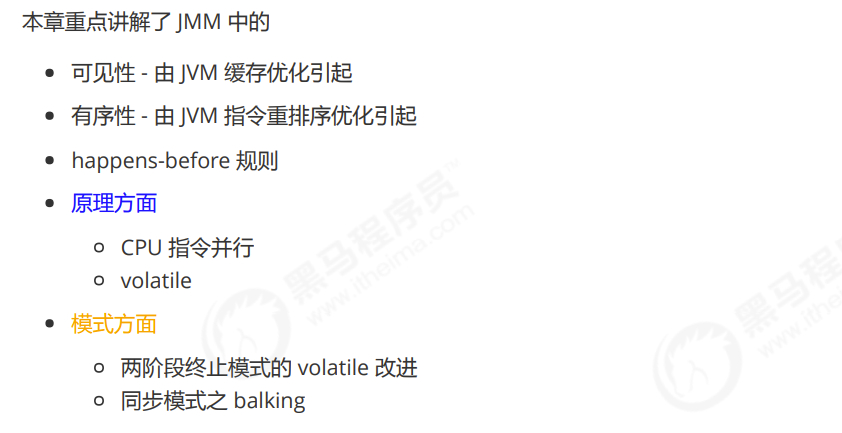 本章重点讲解了 JMM 中的
可见性 - 由 JVM 缓存优化引起
有序性 - 由 JVM 指令重排序优化引起
happens-before 规则
原理方面
CPU 指令并行
volatile
模式方面
两阶段终止模式的 volatile 改进
同步模式之 balking
黑马程序员
www.itheima.com
黑马程序员
www.itheima